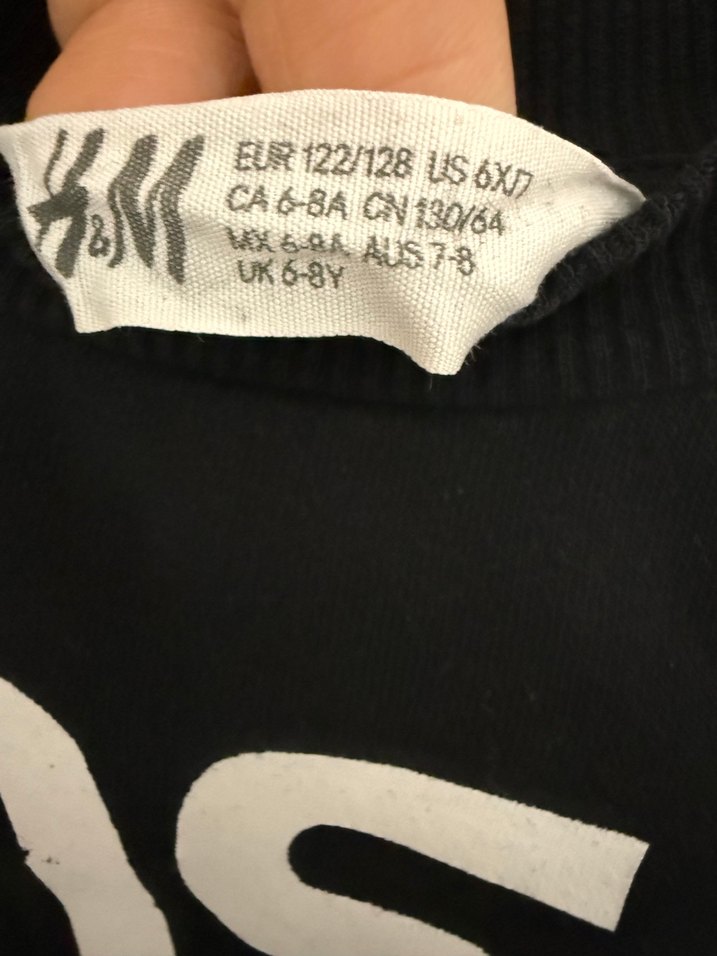 H&M
EUR 122/128 US 6X/7
CA 6-8A CN 130/64
MX 6-8A AUS 7-8
UK 6-8Y